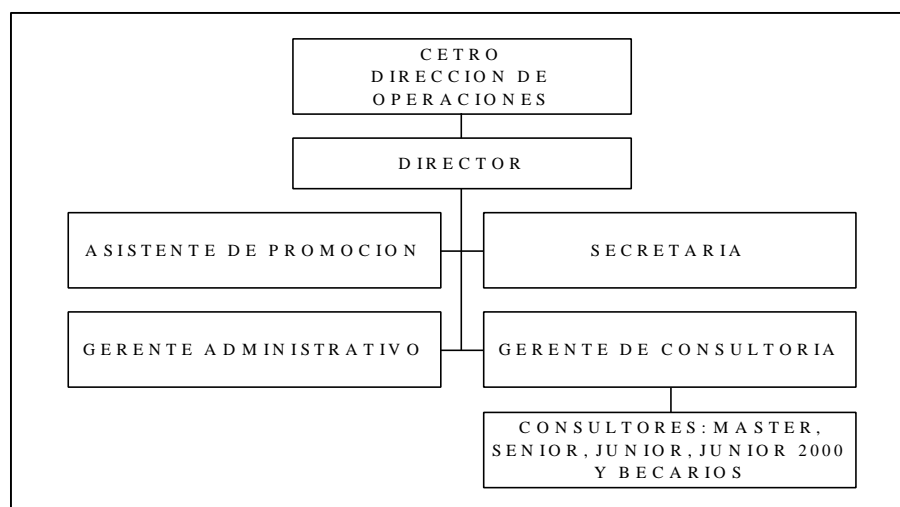 CETRO
DIRECCION DE
OPERACIONES
DIRECTOR
ASISTENTE DE PROMOCION
SECRETARIA
GERENTE ADMINISTRATIVO
GERENTE DE CONSULTORIA
CONSULTORES: MASTER,
SENIOR, JUNIOR, JUNIOR 2000
Y BECARIOS